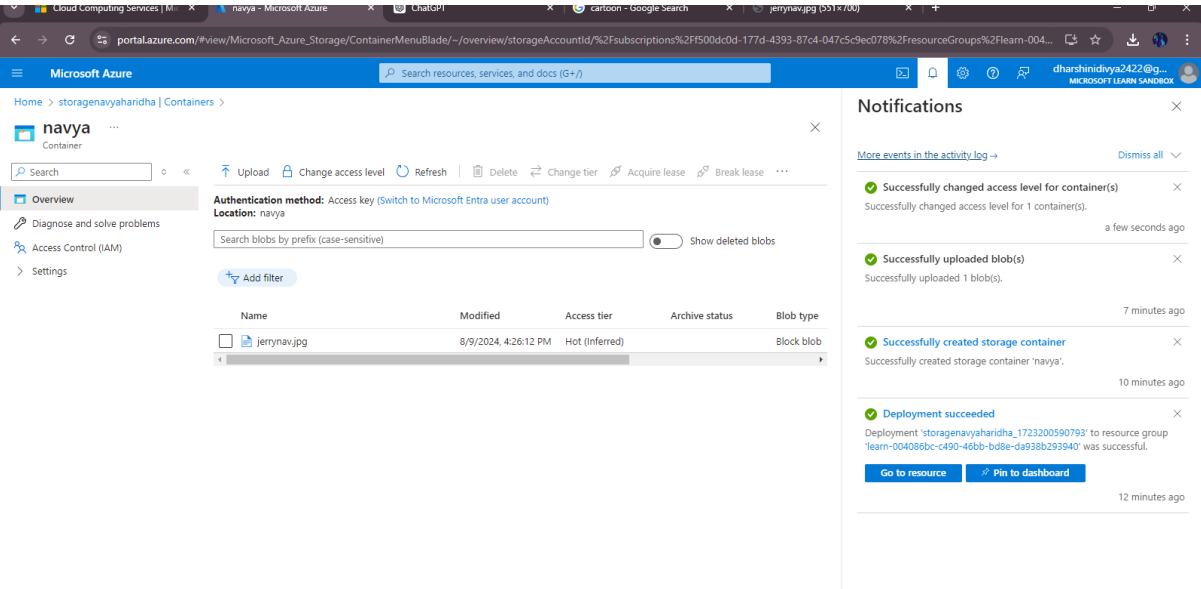 Cloud Computing Services | Mi
navya - Microsoft Azure
ChatGPT
cartoon - Google Search
jerrynav.jpg (551×700)
portal.azure.com/#view/Microsoft_Azure_Storage/ContainerMenuBlade/~/overview/storageAccountId/%2Fsubscriptions%2Ff500dc0d-177d-4393-87c4-047c5c9ec078%2FresourceGroups%2Flearn-004...
Microsoft Azure
Search resources, services, and docs (G+/)
dharshinidivya2422@g...
MICROSOFT LEARN SANDBOX
Home > storagenavyaharidha | Containers >
navya ...
Container
Search
Overview
Diagnose and solve problems
Access Control (IAM)
Settings
Upload Change access level Refresh Delete Change tier Acquire lease Break lease ...
Authentication method: Access key (Switch to Microsoft Entra user account)
Location: navya
Search blobs by prefix (case-sensitive)
Show deleted blobs
Add filter
Name Modified Access tier Archive status Blob type
jerrynav.jpg 8/9/2024, 4:26:12 PM Hot (Inferred) Block blob
Notifications
More events in the activity log →
Dismiss all
Successfully changed access level for container(s)
Successfully changed access level for 1 container(s).
a few seconds ago
Successfully uploaded blob(s)
Successfully uploaded 1 blob(s).
7 minutes ago
Successfully created storage container
Successfully created storage container 'navya'.
10 minutes ago
Deployment succeeded
Deployment 'storagenavyaharidha_1723200590793' to resource group
'learn-004086bc-c490-46bb-bd8e-da938b293940' was successful.
Go to resource
Pin to dashboard
12 minutes ago